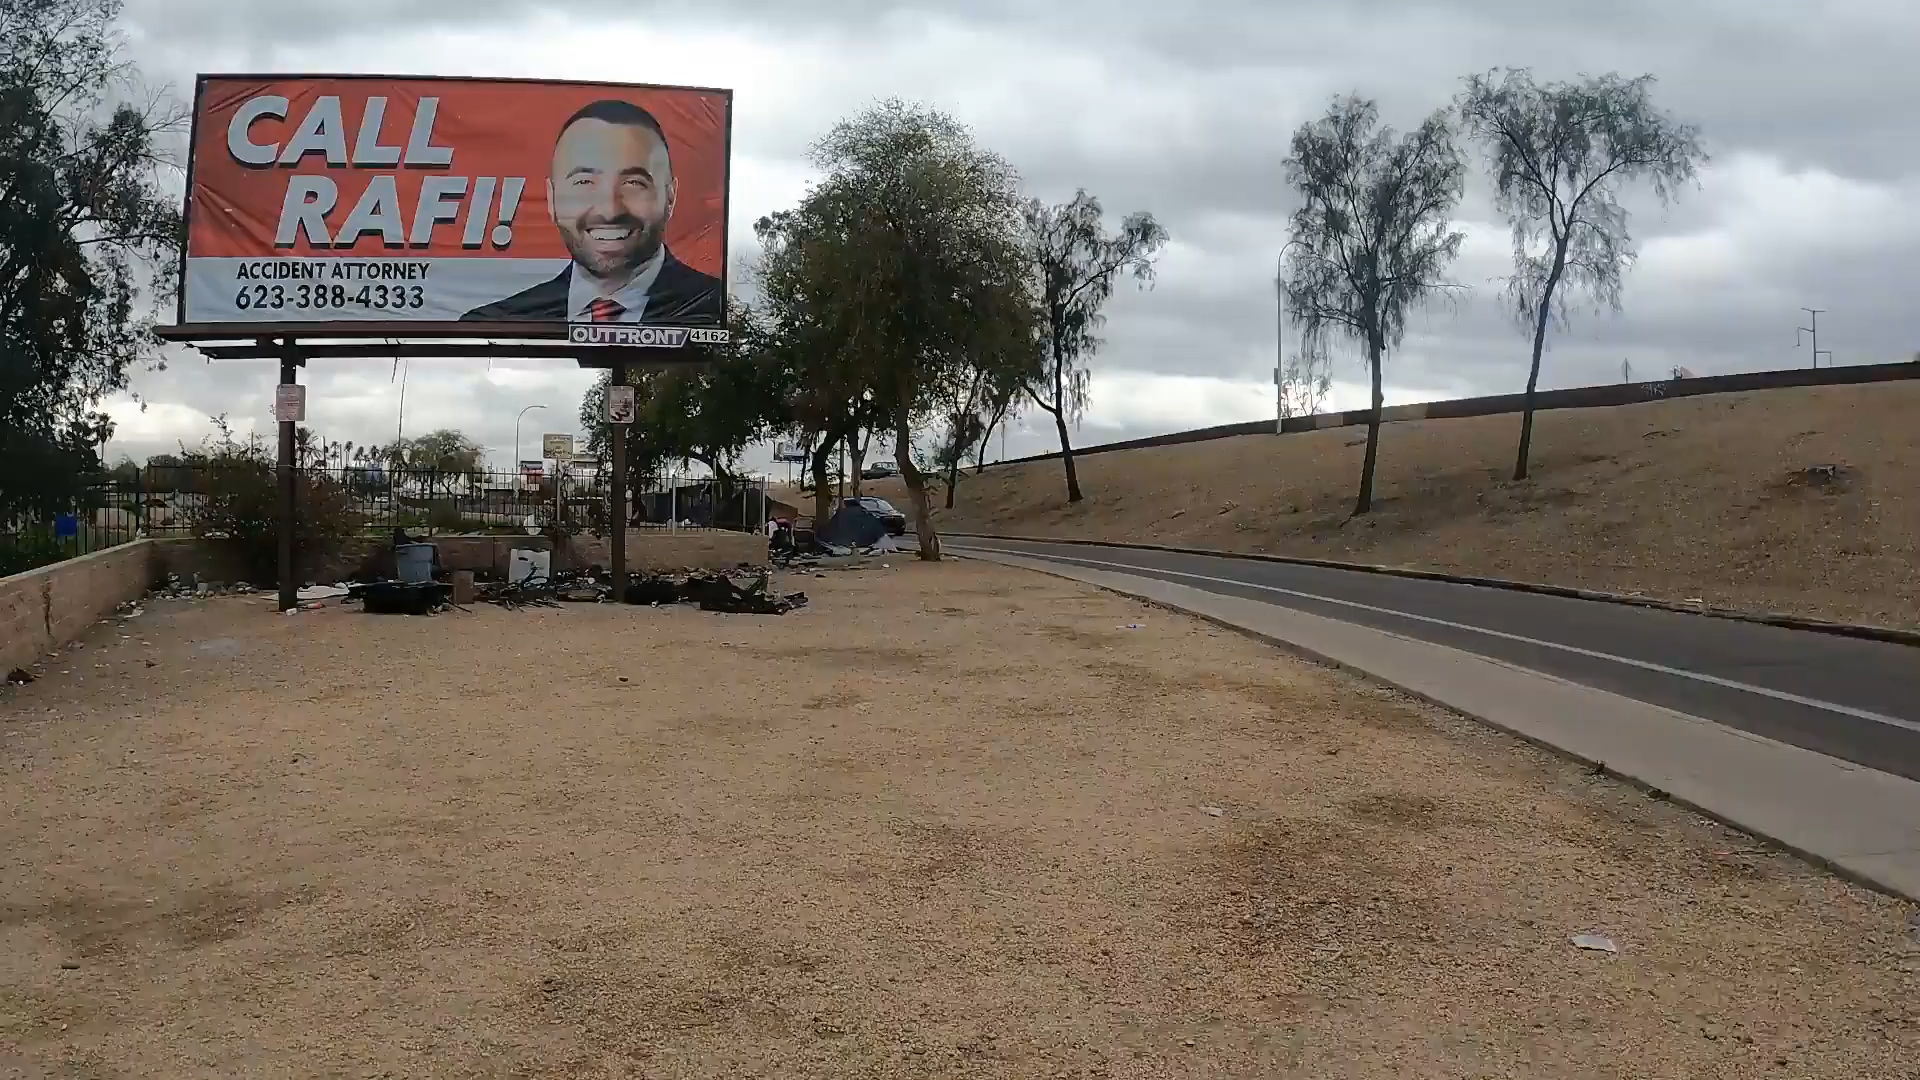 CALL
RAFI!
ACCIDENT ATTORNEY
623-388-4333
OUTFRONT/ 4162